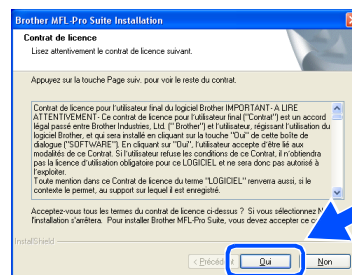 Brother MFL-Pro Suite Installation
Contrat de licence
Lisez attentivement le contrat de licence suivant.
Appuyez sur la touche Page suiv. pour voir le reste du contrat.
Contrat de licence pour l'utilisateur final du logiciel Brother IMPORTANT - A LIRE
ATTENTIVEMENT - Ce contrat de licence pour l'utilisateur final ("Contrat") est un accord
légal passé entre Brother Industries, Ltd. (" Brother") et l'utilisateur, régissant l'utilisation du
logiciel Brother, et qui sera installé en cliquant sur la touche "Oui" de cette boîte de
dialogue ("SOFTWARE"). En cliquant sur "Oui", l'utilisateur accepte d'être lié aux
modalités de ce Contrat. Si l'utilisateur refuse les conditions de ce Contrat, il n'obtiendra
pas la licence d'utilisation obligatoire pour ce LOGICIEL et ne sera donc pas autorisé à
l'exploiter.
Toute mention dans ce Contrat de licence du terme "LOGICIEL" renverra aussi, si le
contexte le permet, au support sur lequel il est enregistré.
Acceptez-vous tous les termes du contrat de licence ci-dessus ? Si vous sélectionnez
l'installation s'arrêtera. Pour installer Brother MFL-Pro Suite, vous devez accepter ce
InstallShield
< Précédent
Oui
Non